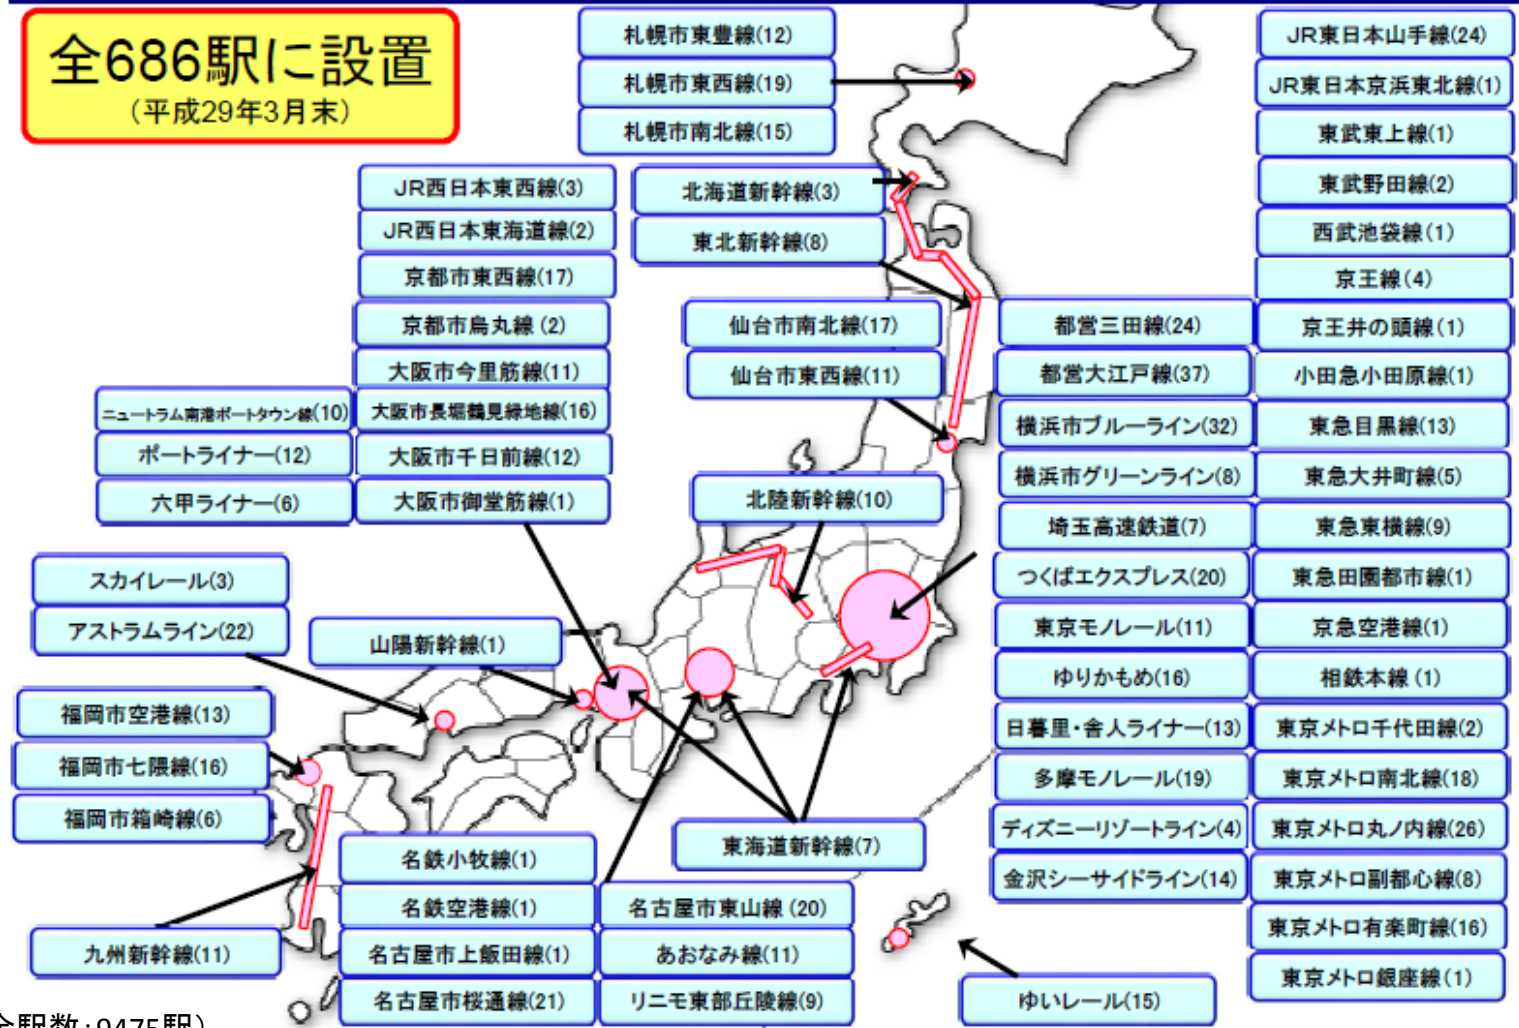 全686駅に設置
(平成29年3月末)
札幌市東豊線(12)
札幌市東西線(19)
札幌市南北線(15)
北海道新幹線(3)
東北新幹線(8)
仙台市南北線(17)
仙台市東西線(11)
北陸新幹線(10)
JR西日本東西線(3)
JR西日本東海道線(2)
京都市東西線(17)
京都市烏丸線(2)
大阪市今里筋線(11)
大阪市長堀鶴見緑地線(16)
大阪市千日前線(12)
大阪市御堂筋線(1)
ニュートラム南港ポートタウン線(10)
ポートライナー(12)
六甲ライナー(6)
スカイレール(3)
アストラムライン(22)
山陽新幹線(1)
福岡市空港線(13)
福岡市七隈線(16)
福岡市箱崎線(6)
九州新幹線(11)
名鉄小牧線(1)
名鉄空港線(1)
名古屋市上飯田線(1)
名古屋市桜通線(21)
名古屋市東山線(20)
あおなみ線(11)
リニモ東部丘陵線(9)
東海道新幹線(7)
ゆいレール(15)
都営三田線(24)
都営大江戸線(37)
横浜市ブルーライン(32)
横浜市グリーンライン(8)
埼玉高速鉄道(7)
つくばエクスプレス(20)
東京モノレール(11)
ゆりかもめ(16)
日暮里・舎人ライナー(13)
多摩モノレール(19)
ディズニーリゾートライン(4)
金沢シーサイドライン(14)
JR東日本山手線(24)
JR東日本京浜東北線(1)
東武東上線(1)
東武野田線(2)
西武池袋線(1)
京王線(4)
京王井の頭線(1)
小田急小田原線(1)
東急目黒線(13)
東急大井町線(5)
東急東横線(9)
東急田園都市線(1)
京急空港線(1)
相鉄本線(1)
東京メトロ千代田線(2)
東京メトロ南北線(18)
東京メトロ丸ノ内線(26)
東京メトロ副都心線(8)
東京メトロ有楽町線(16)
東京メトロ銀座線(1)
全駅数:9475駅)